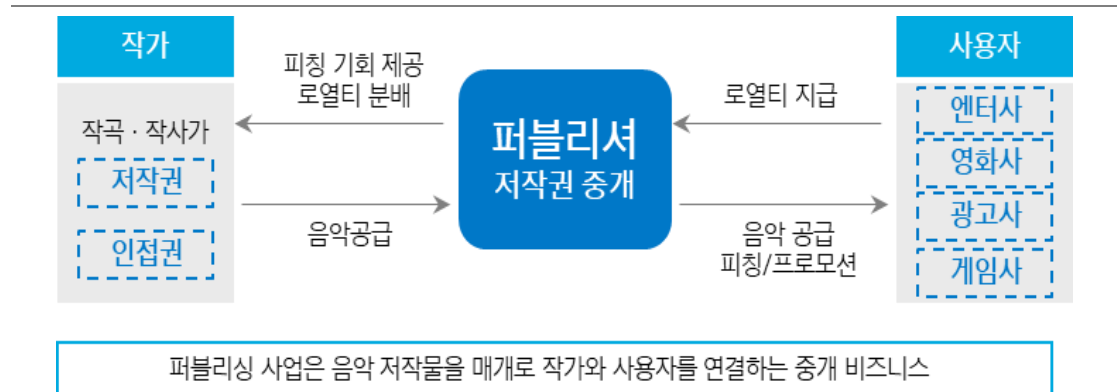 작가
사용자
피칭 기회 제공
로열티 분배
로열티 지급
작곡 · 작사가
저작권
인접권
퍼블리셔
저작권 중개
엔터사
영화사
광고사
게임사
음악공급
음악 공급
피칭/프로모션
퍼블리싱 사업은 음악 저작물을 매개로 작가와 사용자를 연결하는 중개 비즈니스